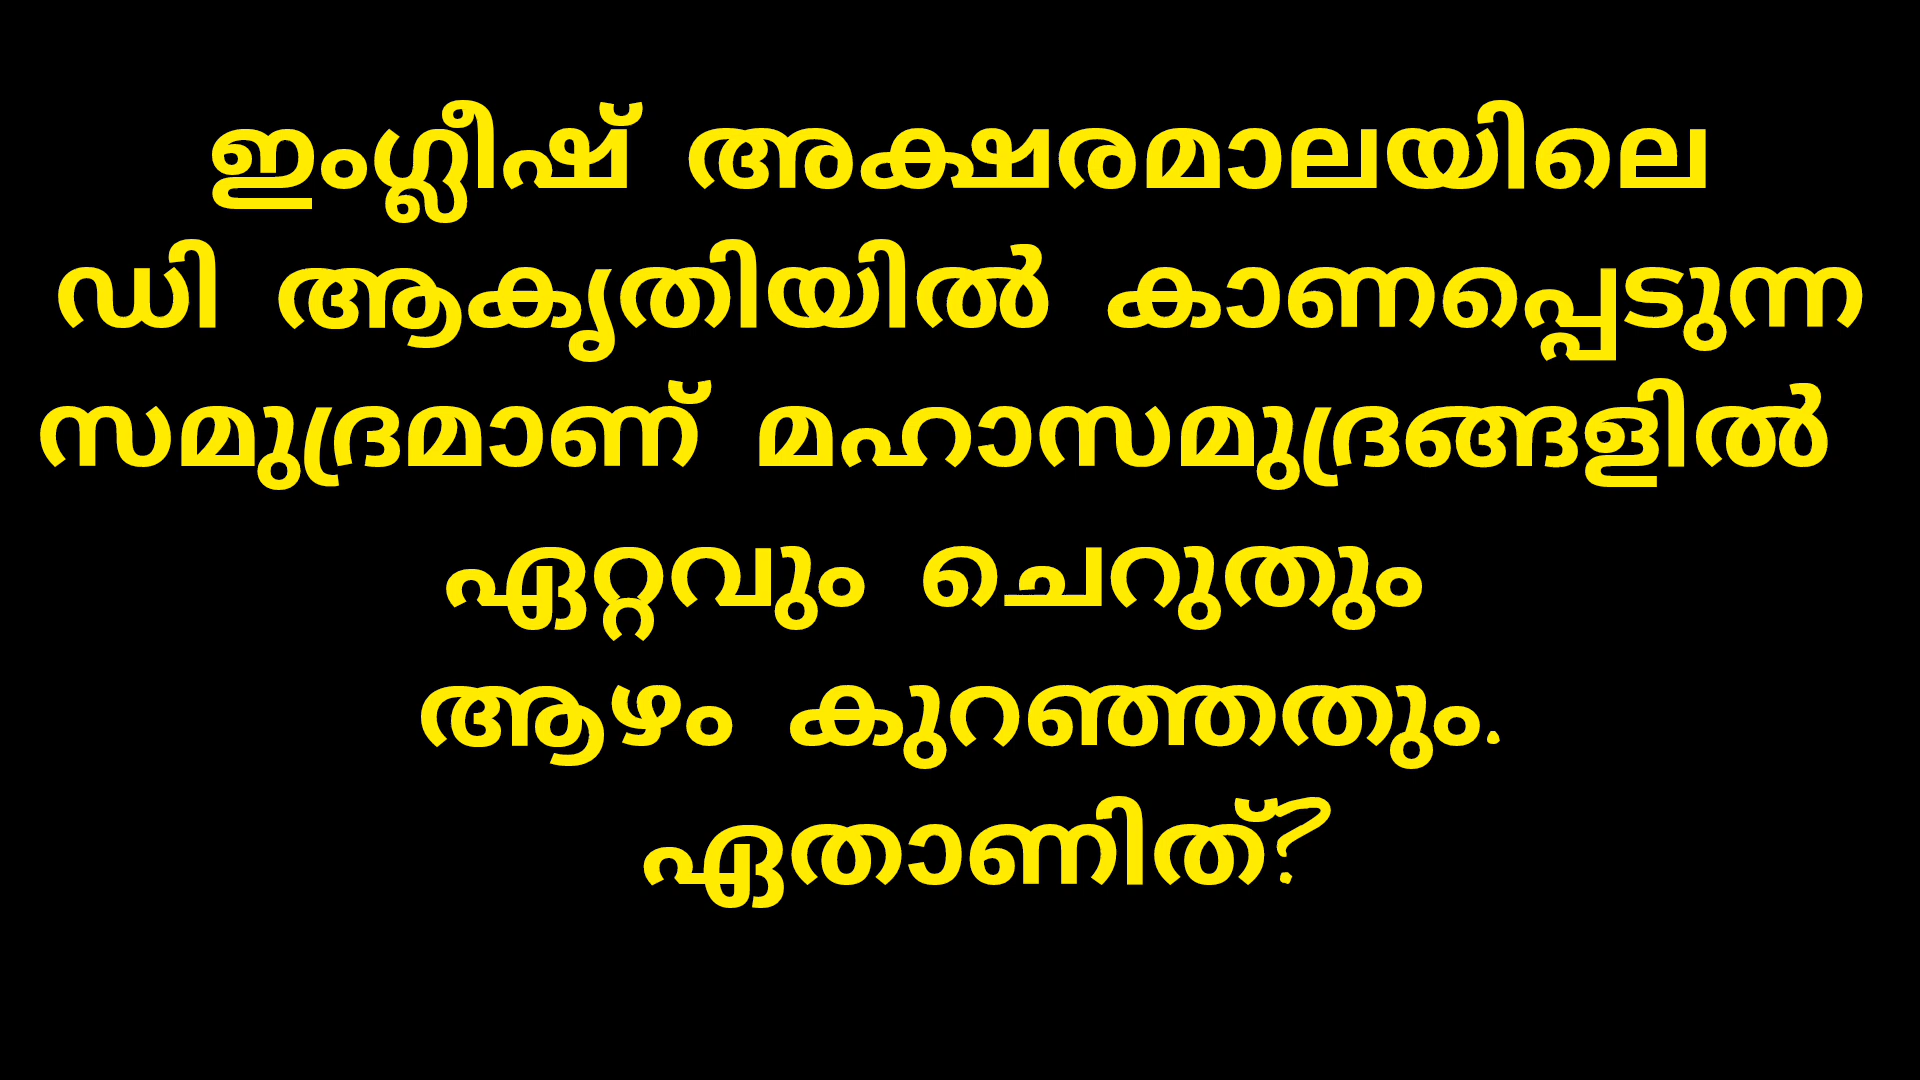 ഇംഗ്ലീഷ് അക്ഷരമാലയിലെ
ഡി ആകൃതിയിൽ കാണപ്പെടുന്ന
സമുദ്രമാണ് മഹാസമുദ്രങ്ങളിൽ
ഏറ്റവും ചെറുതും
ആഴം കുറഞ്ഞതും.
ഏതാണിത്?